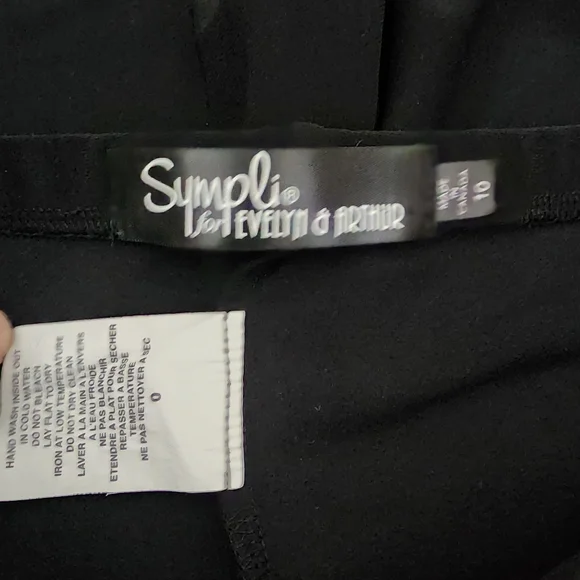 Sympli®
for EVELYN & ARTHUR
MADE
IN
CANADA
10
HAND WASH INSIDE OUT
IN COLD WATER
DO NOT BLEACH
LAY FLAT TO DRY
IRON AT LOW TEMPERATURE
DO NOT DRY CLEAN
LAVER A LA MAIN A L'ENVERS
A L'EAU FROIDE
NE PAS BLANCHIR
ETENDRE A PLAT POUR SECHER
REPASSER A BASSE
TEMPERATURE
NE PAS NETTOYER A SEC
0